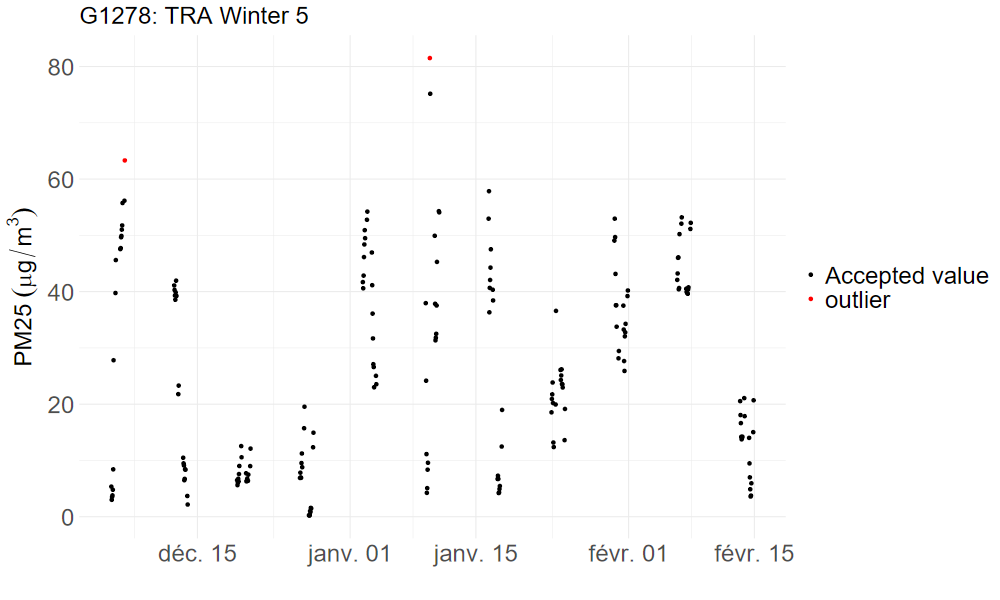 G1278: TRA Winter 5
PM25 (μg/m³)
80
60
40
20
0
déc. 15 janv. 01 janv. 15 févr. 01 févr. 15
Accepted value
outlier